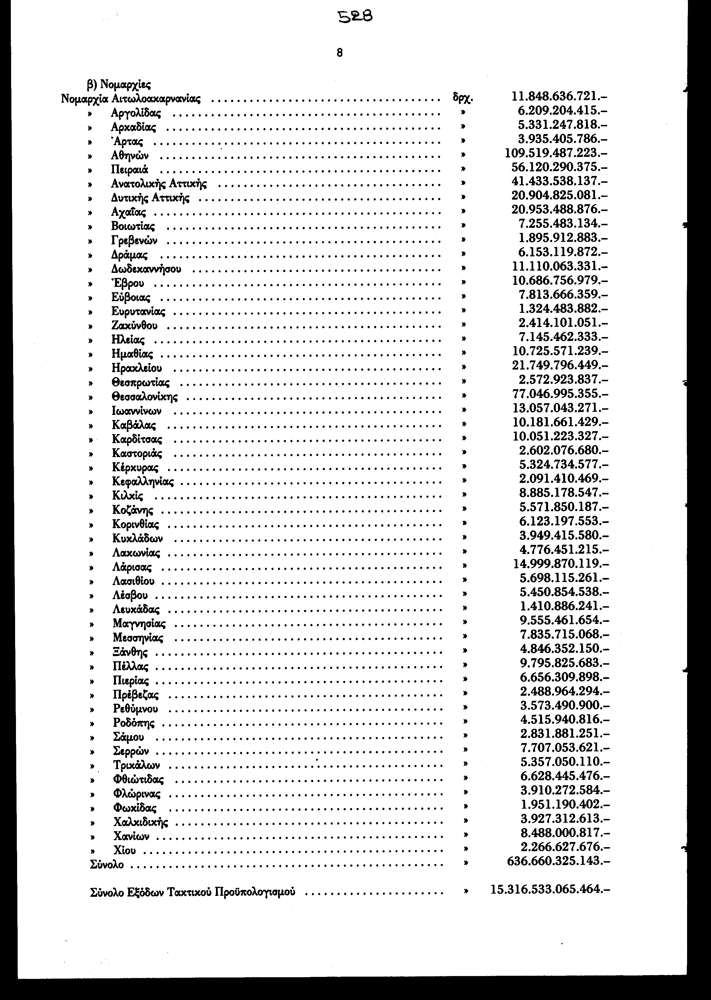 528
8
β) Νομαρχίες
Νομαρχία Αιτωλοακαρνανίας ........ δρχ. 11.848.636.721.–
» Αργολίδας ........ » 6.209.204.415.–
» Αρκαδίας ........ » 5.331.247.818.–
» Άρτας ........ » 3.935.405.786.–
» Αθηνών ........ » 109.519.487.223.–
» Πειραιά ........ » 56.120.290.375.–
» Ανατολικής Αττικής ........ » 41.433.538.137.–
» Δυτικής Αττικής ........ » 20.904.825.081.–
» Αχαΐας ........ » 20.953.488.876.–
» Βοιωτίας ........ » 7.255.483.134.–
» Γρεβενών ........ » 1.895.912.883.–
» Δράμας ........ » 6.153.119.872.–
» Δωδεκαννήσου ........ » 11.110.063.331.–
» Έβρου ........ » 10.686.756.979.–
» Εύβοιας ........ » 7.813.666.359.–
» Ευρυτανίας ........ » 1.324.483.882.–
» Ζακύνθου ........ » 2.414.101.051.–
» Ηλείας ........ » 7.145.462.333.–
» Ημαθίας ........ » 10.725.571.239.–
» Ηρακλείου ........ » 21.749.796.449.–
» Θεσπρωτίας ........ » 2.572.923.837.–
» Θεσσαλονίκης ........ » 77.046.995.355.–
» Ιωαννίνων ........ » 13.057.043.271.–
» Καβάλας ........ » 10.181.661.429.–
» Καρδίτσας ........ » 10.051.223.327.–
» Καστοριάς ........ » 2.602.076.680.–
» Κέρκυρας ........ » 5.324.734.577.–
» Κεφαλληνίας ........ » 2.091.410.469.–
» Κιλκίς ........ » 8.885.178.547.–
» Κοζάνης ........ » 5.571.850.187.–
» Κορινθίας ........ » 6.123.197.553.–
» Κυκλάδων ........ » 3.949.415.580.–
» Λακωνίας ........ » 4.776.451.215.–
» Λάρισας ........ » 14.999.870.119.–
» Λασιθίου ........ » 5.698.115.261.–
» Λέσβου ........ » 5.450.854.538.–
» Λευκάδας ........ » 1.410.886.241.–
» Μαγνησίας ........ » 9.555.461.654.–
» Μεσσηνίας ........ » 7.835.715.068.–
» Ξάνθης ........ » 4.846.352.150.–
» Πέλλας ........ » 9.795.825.683.–
» Πιερίας ........ » 6.656.309.898.–
» Πρέβεζας ........ » 2.488.964.294.–
» Ρεθύμνου ........ » 3.573.490.900.–
» Ροδόπης ........ » 4.515.940.816.–
» Σάμου ........ » 2.831.881.251.–
» Σερρών ........ » 7.707.053.621.–
» Τρικάλων ........ » 5.357.050.110.–
» Φθιώτιδας ........ » 6.628.445.476.–
» Φλώρινας ........ » 3.910.272.584.–
» Φωκίδας ........ » 1.951.190.402.–
» Χαλκιδικής ........ » 3.927.312.613.–
» Χανίων ........ » 8.488.000.817.–
» Χίου ........ » 2.266.627.676.–
Σύνολο ........ » 636.660.325.143.–
Σύνολο Εξόδων Τακτικού Προϋπολογισμού ........ » 15.316.533.065.464.–